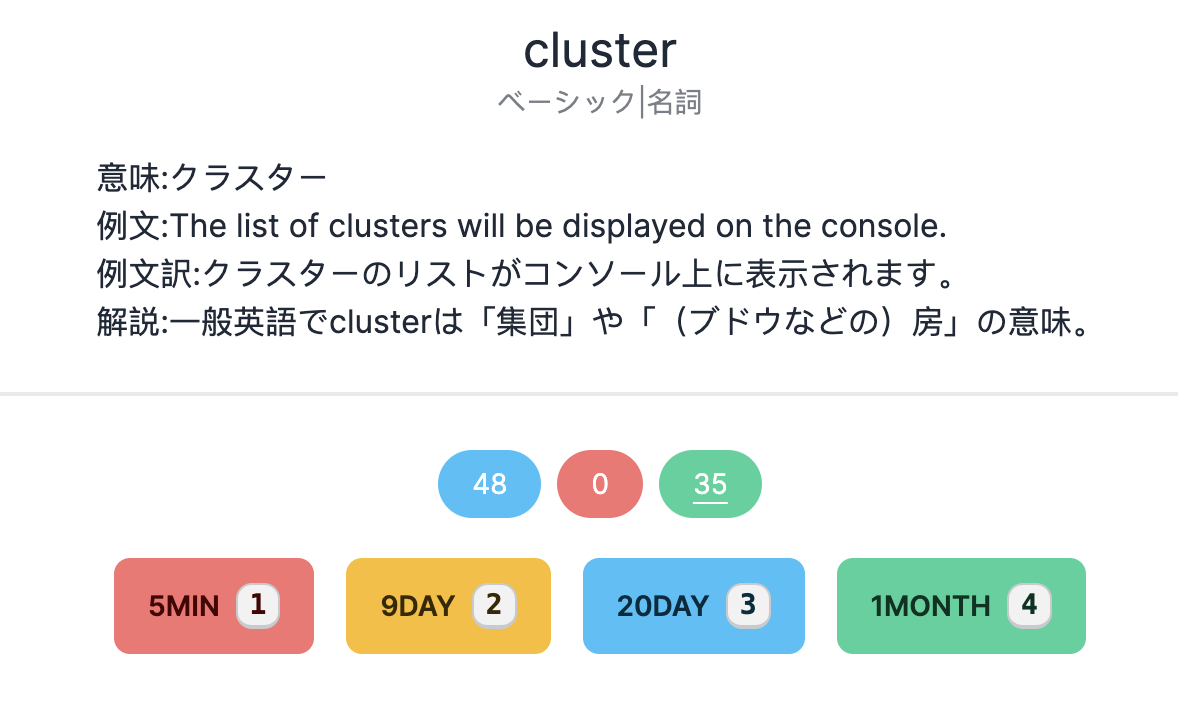 cluster
ベーシック|名詞
意味:クラスター
例文:The list of clusters will be displayed on the console.
例文訳:クラスターのリストがコンソール上に表示されます。
解説:一般英語でclusterは「集団」や「（ブドウなどの）房」の意味。
48 0 35
5MIN 1 9DAY 2 20DAY 3 1MONTH 4